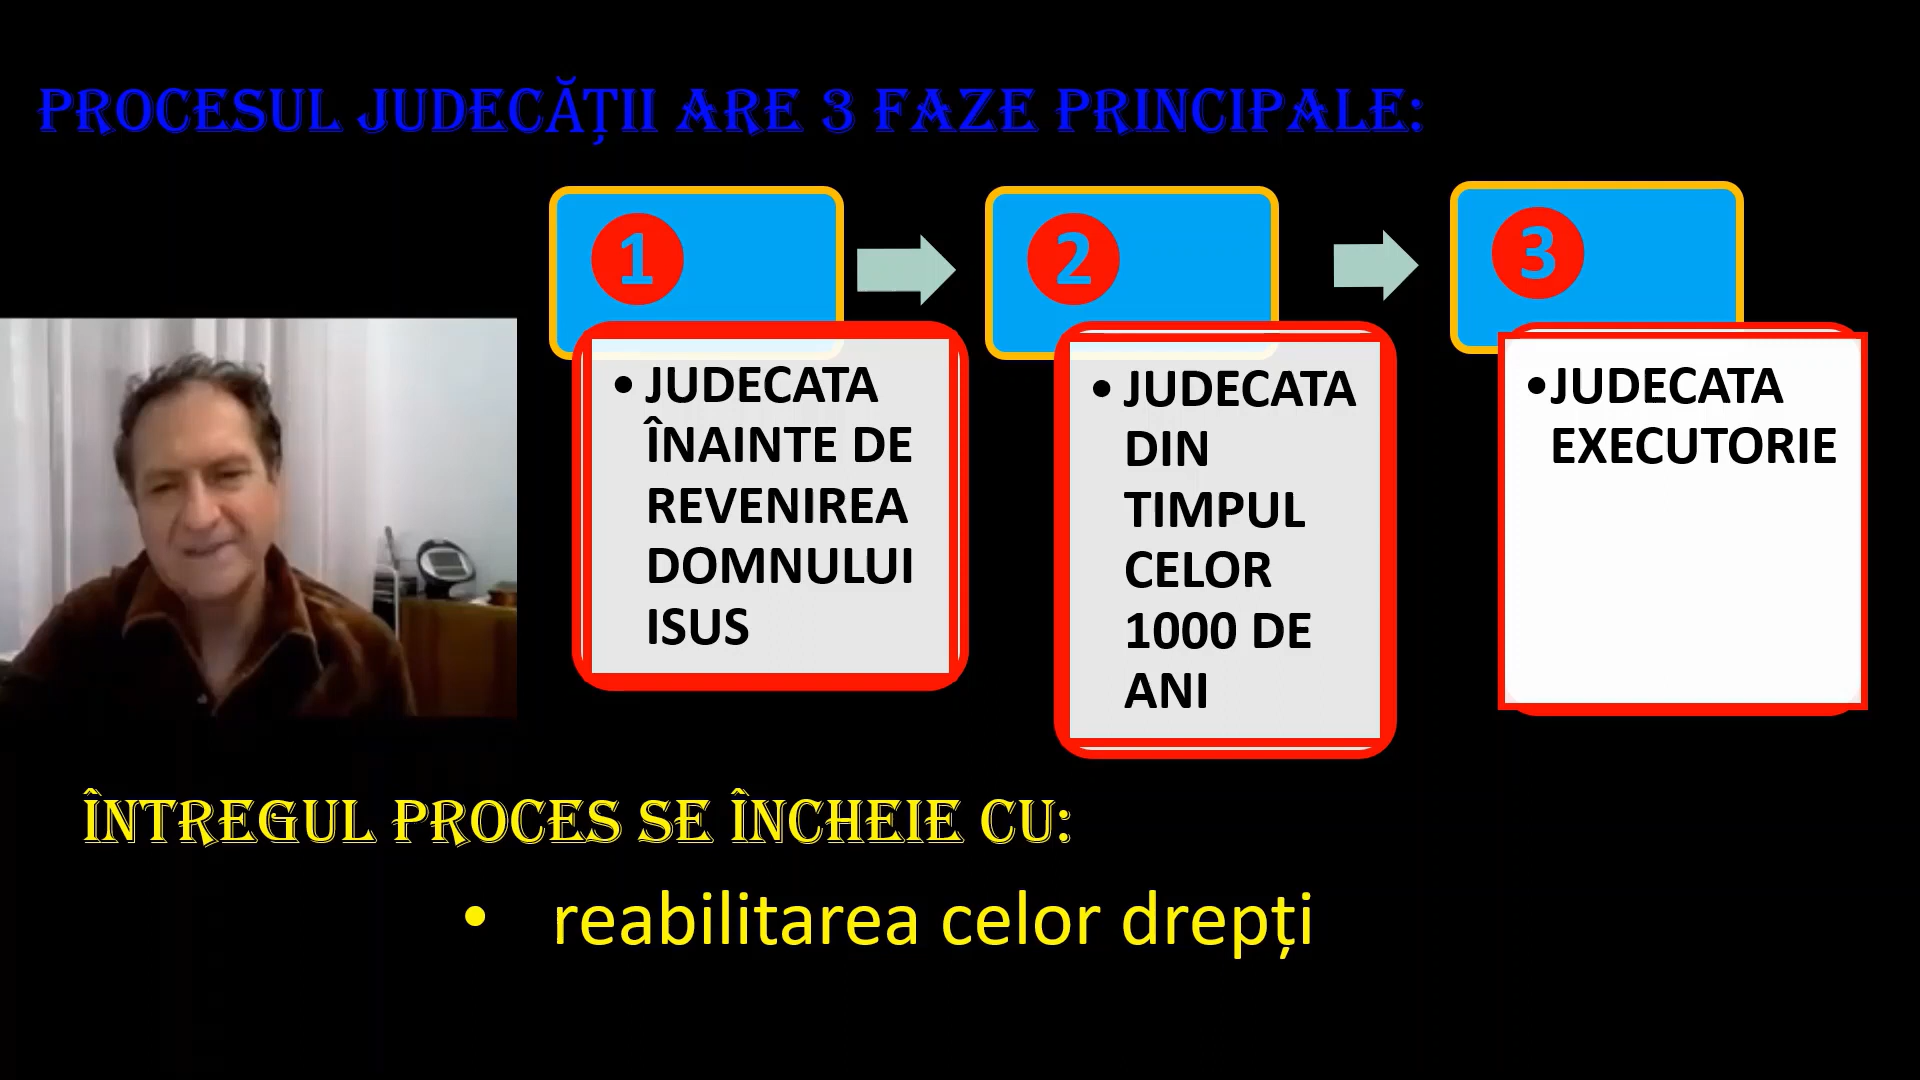 PROCESUL JUDECĂȚII ARE 3 FAZE PRINCIPALE:
1
2
3
• JUDECATA
ÎNAINTE DE
REVENIREA
DOMNULUI
ISUS
• JUDECATA
DIN
TIMPUL
CELOR
1000 DE
ANI
• JUDECATA
EXECUTORIE
ÎNTREGUL PROCES SE ÎNCHEIE CU:
• reabilitarea celor drepți